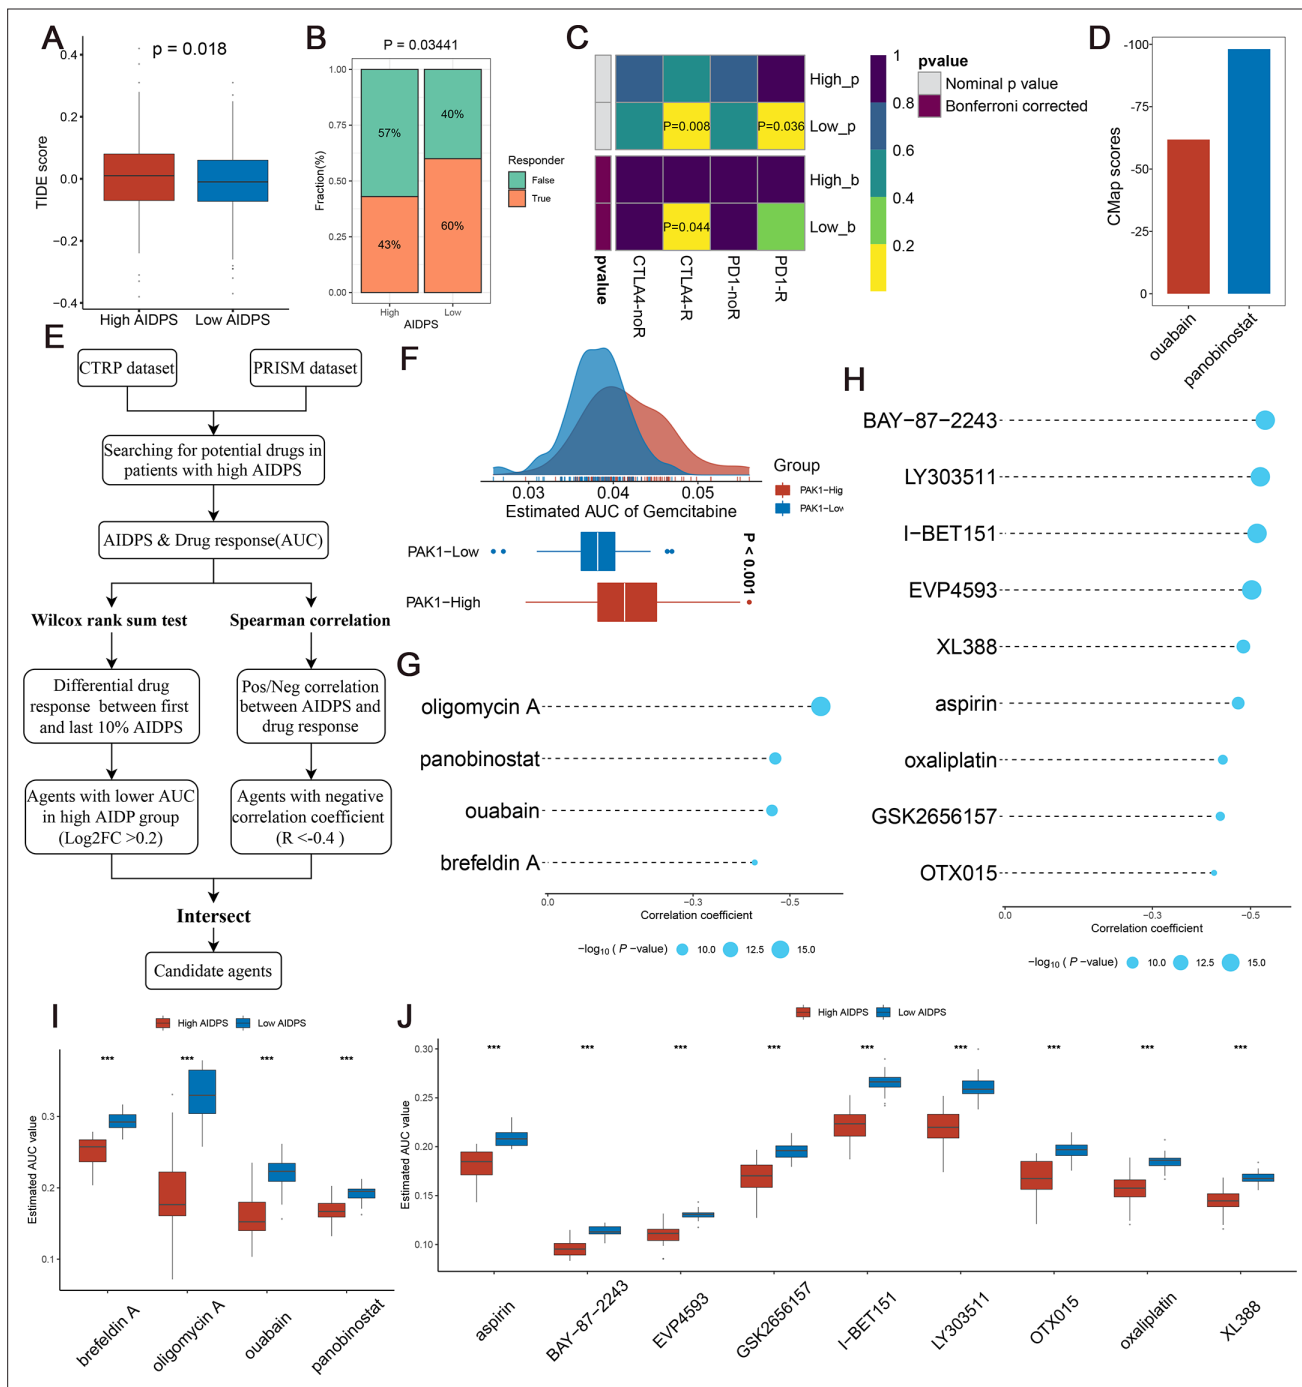 A
p = 0.018
TIDE score
0.4
0.2
0.0
−0.2
−0.4
High AIDPS
Low AIDPS
B
P = 0.03441
Fraction(%)
1.00
0.75
0.50
0.25
0.00
57%
43%
40%
60%
High
Low
AIDPS
Responder
False
True
C
High_p
Low_p
High_b
Low_b
P=0.008
P=0.036
P=0.044
pvalue
CTLA4-noR
CTLA4-R
PD1-noR
PD1-R
1
0.8
0.6
0.4
0.2
pvalue
Nominal p value
Bonferroni corrected
D
CMap scores
-100
-75
-50
-25
0
ouabain
panobinostat
E
CTRP dataset
PRISM dataset
Searching for potential drugs in
patients with high AIDPS
AIDPS & Drug response(AUC)
Wilcox rank sum test
Spearman correlation
Differential drug
response between first
and last 10% AIDPS
Pos/Neg correlation
between AIDPS and
drug response
Agents with lower AUC
in high AIDP group
(Log2FC >0.2)
Agents with negative
correlation coefficient
(R <-0.4 )
Intersect
Candidate agents
F
0.03
0.04
0.05
Estimated AUC of Gemcitabine
Group
PAK1−Hig
PAK1−Low
PAK1−Low
PAK1−High
P < 0.001
G
oligomycin A
panobinostat
ouabain
brefeldin A
0.0
−0.3
−0.5
Correlation coefficient
−log10 ( P −value)
10.0
12.5
15.0
H
BAY−87−2243
LY303511
I−BET151
EVP4593
XL388
aspirin
oxaliplatin
GSK2656157
OTX015
0.0
−0.3
−0.5
Correlation coefficient
−log10 ( P −value)
10.0
12.5
15.0
I
High AIDPS
Low AIDPS
Estimated AUC value
0.3
0.2
0.1
***
***
***
***
brefeldin A
oligomycin A
ouabain
panobinostat
J
High AIDPS
Low AIDPS
Estimated AUC value
0.30
0.25
0.20
0.15
0.10
***
***
***
***
***
***
***
***
***
aspirin
BAY−87−2243
EVP4593
GSK2656157
I−BET151
LY303511
OTX015
oxaliplatin
XL388